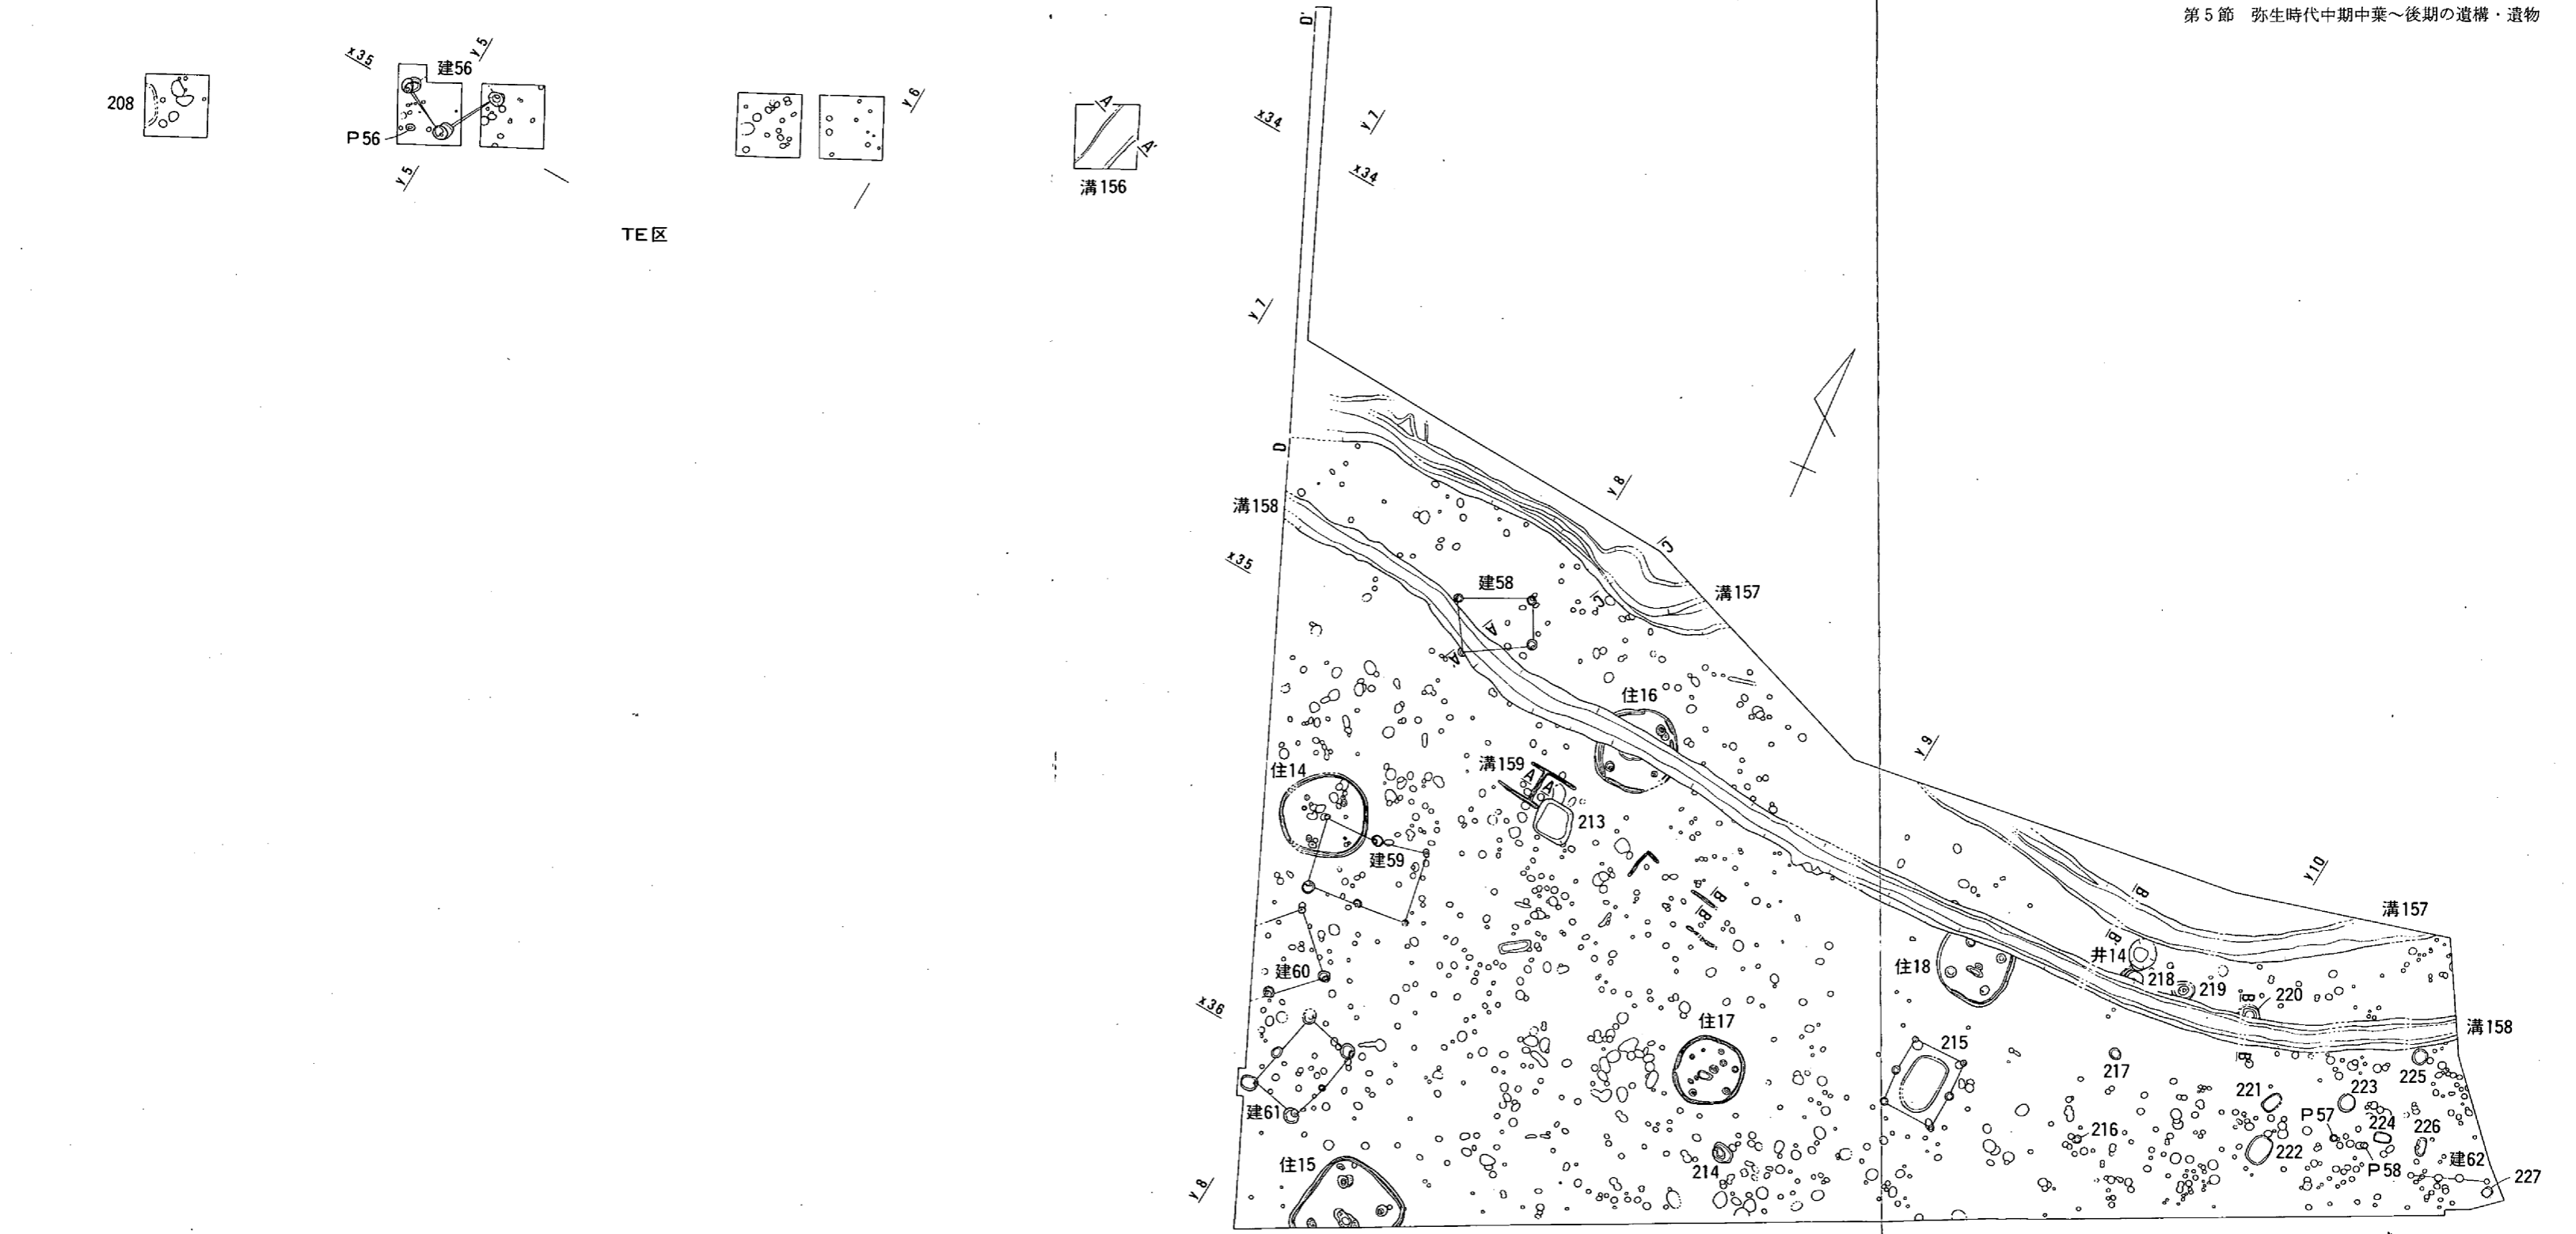 第5節 弥生時代中期中葉〜後期の遺構・遺物
208
x35
y5
建56
P56
y5
y6
A
A'
溝156
TE区
D'
x34
y7
x34
y7
D
溝158
x35
y8
C'
C
溝157
建58
A
A'
住16
溝159
A
A'
213
住14
建59
建60
x36
建61
住15
y8
B
B'
住17
214
y9
y10
B
B'
溝157
井14
218
219
B
220
住18
溝158
215
B'
217
225
221
223
P57
216
224
226
222
P58
建62
227